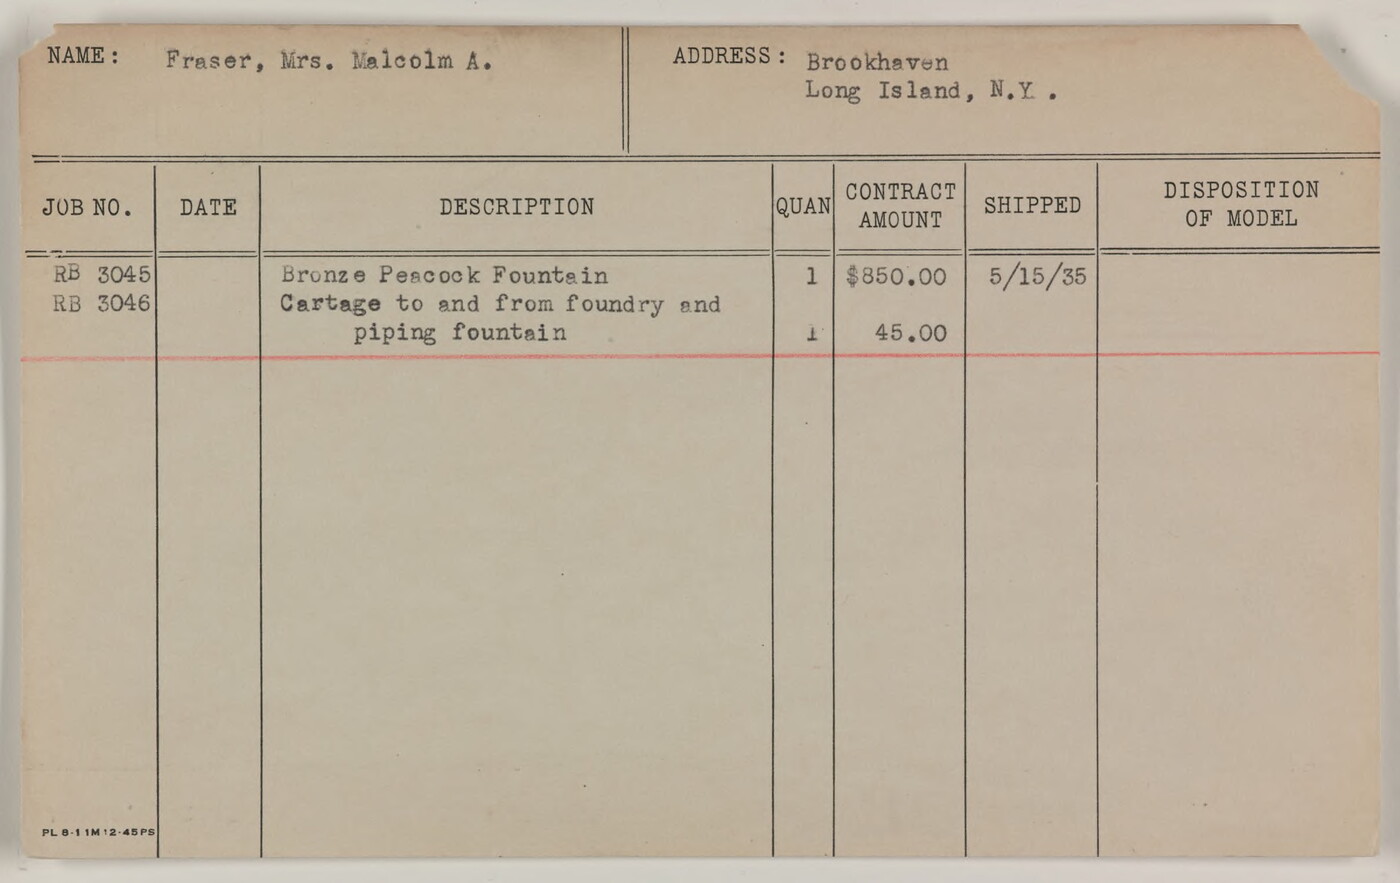 NAME: Fraser, Mrs. Malcolm A.
ADDRESS: Brookhaven
Long Island, N.Y.
JOB NO. DATE DESCRIPTION QUAN CONTRACT AMOUNT SHIPPED DISPOSITION OF MODEL
RB 3045 Bronze Peacock Fountain 1 $850.00 5/15/35
RB 3046 Cartage to and from foundry and
piping fountain 1 45.00
PL 8-1 1M 12-45 PS